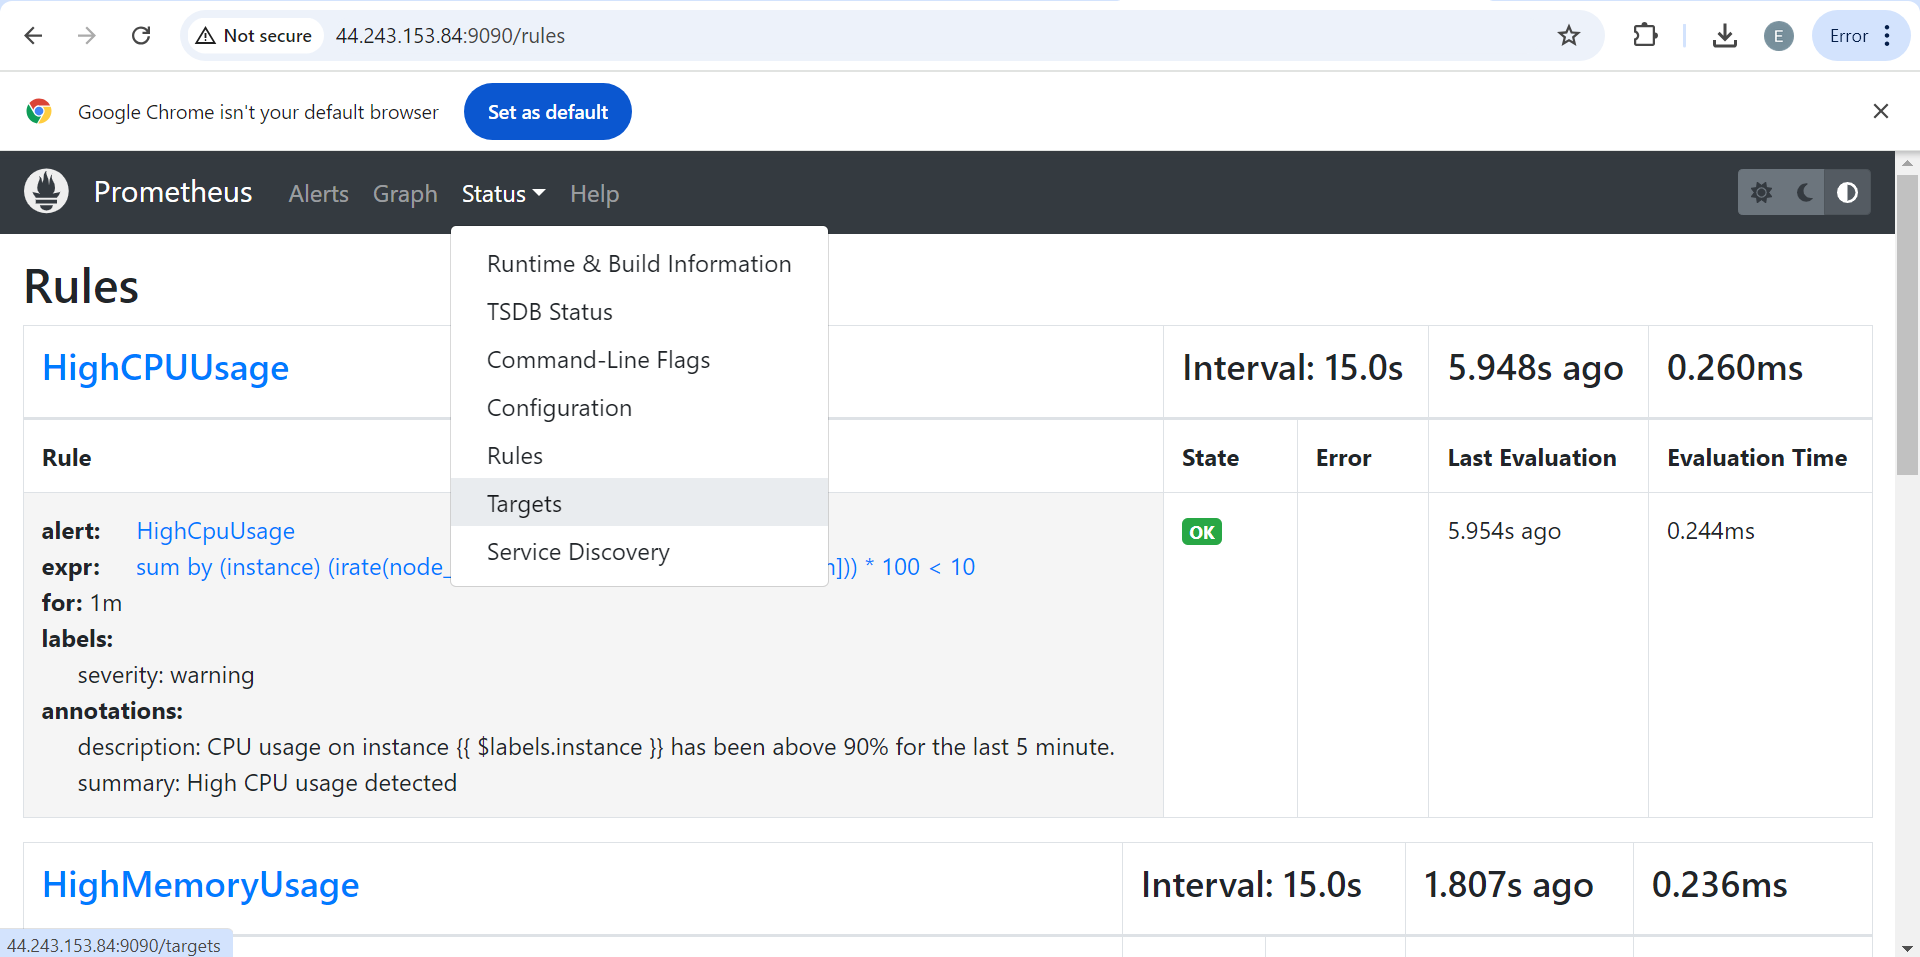 Not secure 44.243.153.84:9090/rules E Error
Google Chrome isn't your default browser Set as default
Prometheus Alerts Graph Status Help
Runtime & Build Information
TSDB Status
Command-Line Flags
Configuration
Rules
Targets
Service Discovery
Rules
HighCPUUsage Interval: 15.0s 5.948s ago 0.260ms
Rule State Error Last Evaluation Evaluation Time
alert: HighCpuUsage OK 5.954s ago 0.244ms
expr: sum by (instance) (irate(node_ ])) * 100 < 10
for: 1m
labels:
severity: warning
annotations:
description: CPU usage on instance {{ $labels.instance }} has been above 90% for the last 5 minute.
summary: High CPU usage detected
HighMemoryUsage Interval: 15.0s 1.807s ago 0.236ms
44.243.153.84:9090/targets